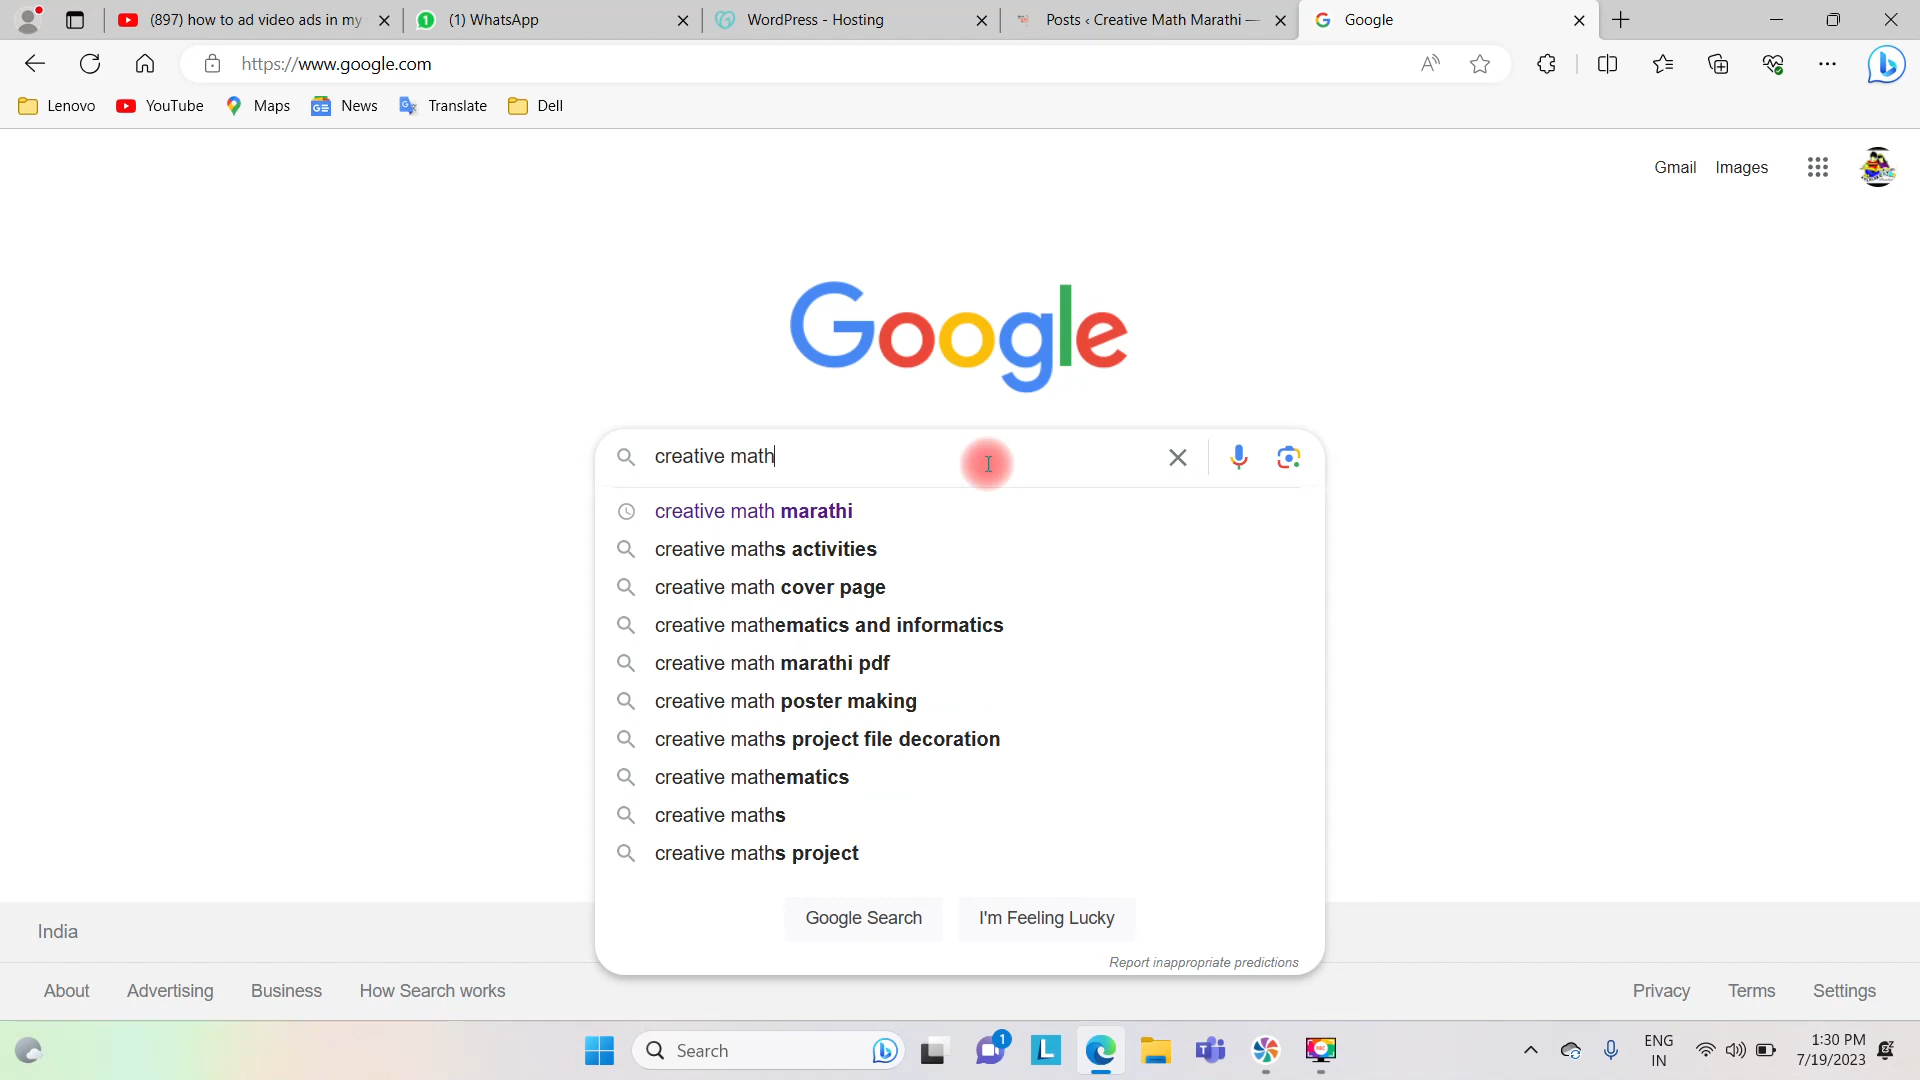 (897) how to ad video ads in my
(1) WhatsApp
WordPress - Hosting
Posts ‹ Creative Math Marathi —
Google
https://www.google.com
Lenovo
YouTube
Maps
News
Translate
Dell
Gmail
Images
Google
creative math
creative math marathi
creative maths activities
creative math cover page
creative mathematics and informatics
creative math marathi pdf
creative math poster making
creative maths project file decoration
creative mathematics
creative maths
creative maths project
Google Search
I'm Feeling Lucky
Report inappropriate predictions
India
About
Advertising
Business
How Search works
Privacy
Terms
Settings
Search
1
ENG
IN
1:30 PM
7/19/2023